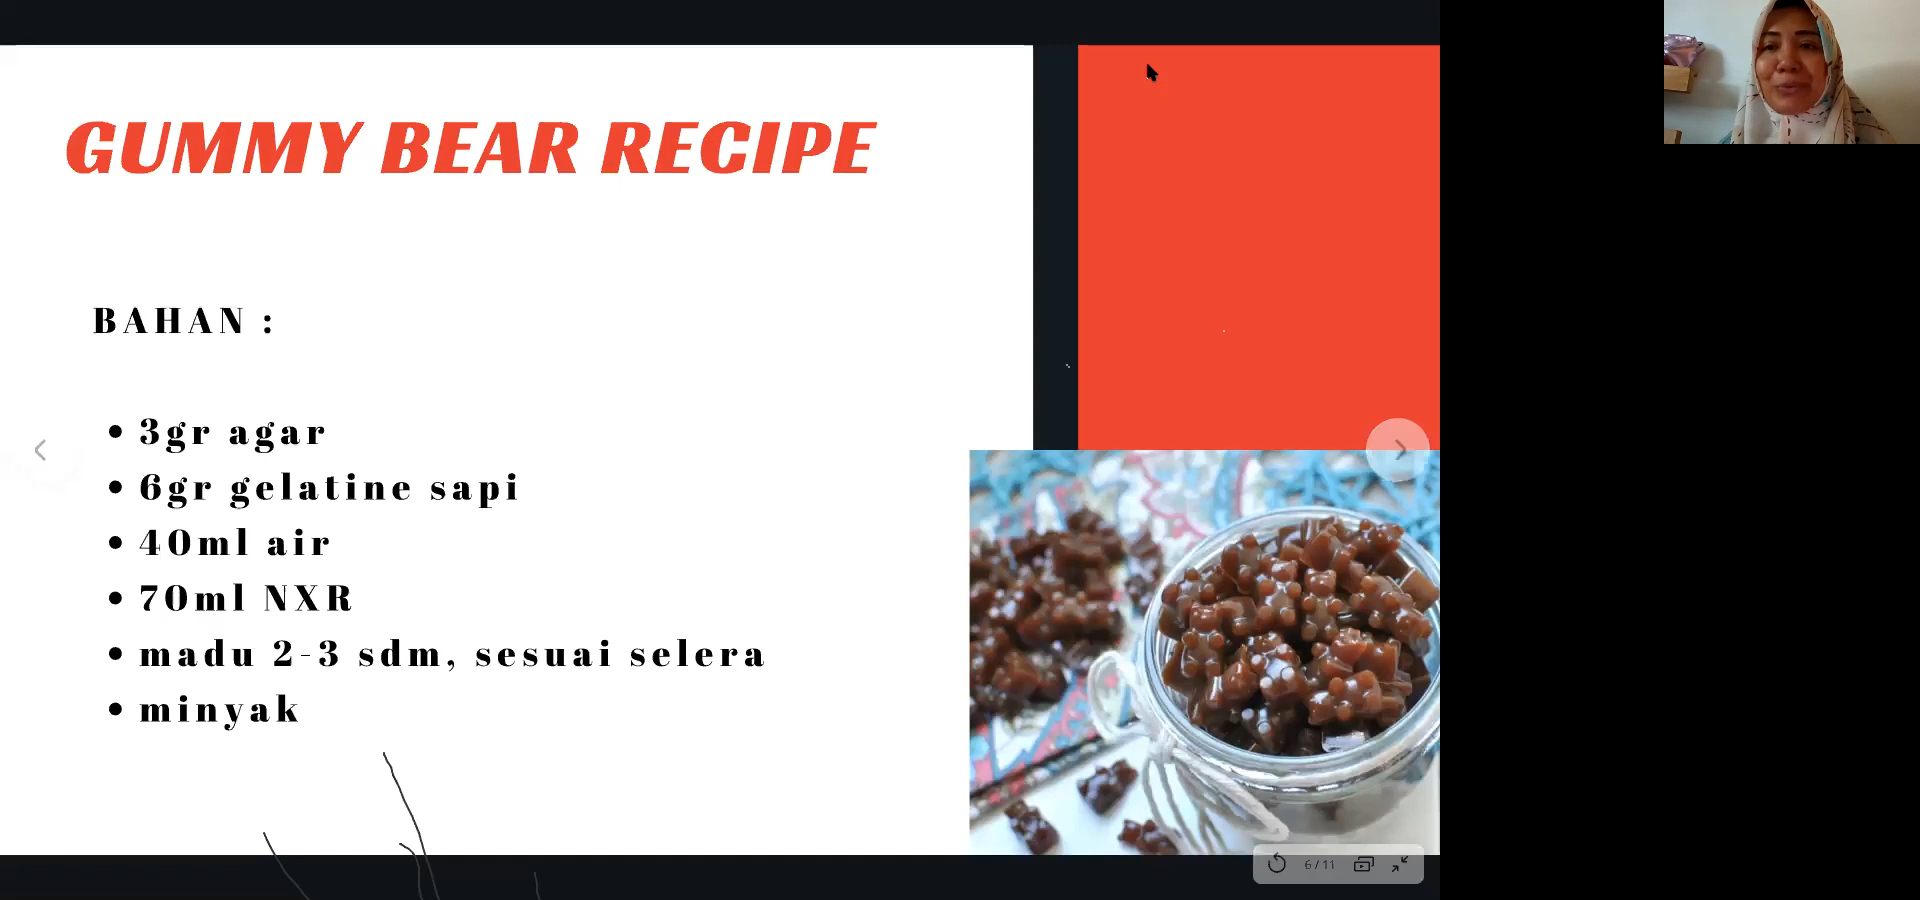 GUMMY BEAR RECIPE
BAHAN :
• 3gr agar
• 6gr gelatine sapi
• 40ml air
• 70ml NXR
• madu 2-3 sdm, sesuai selera
• minyak
6 / 11